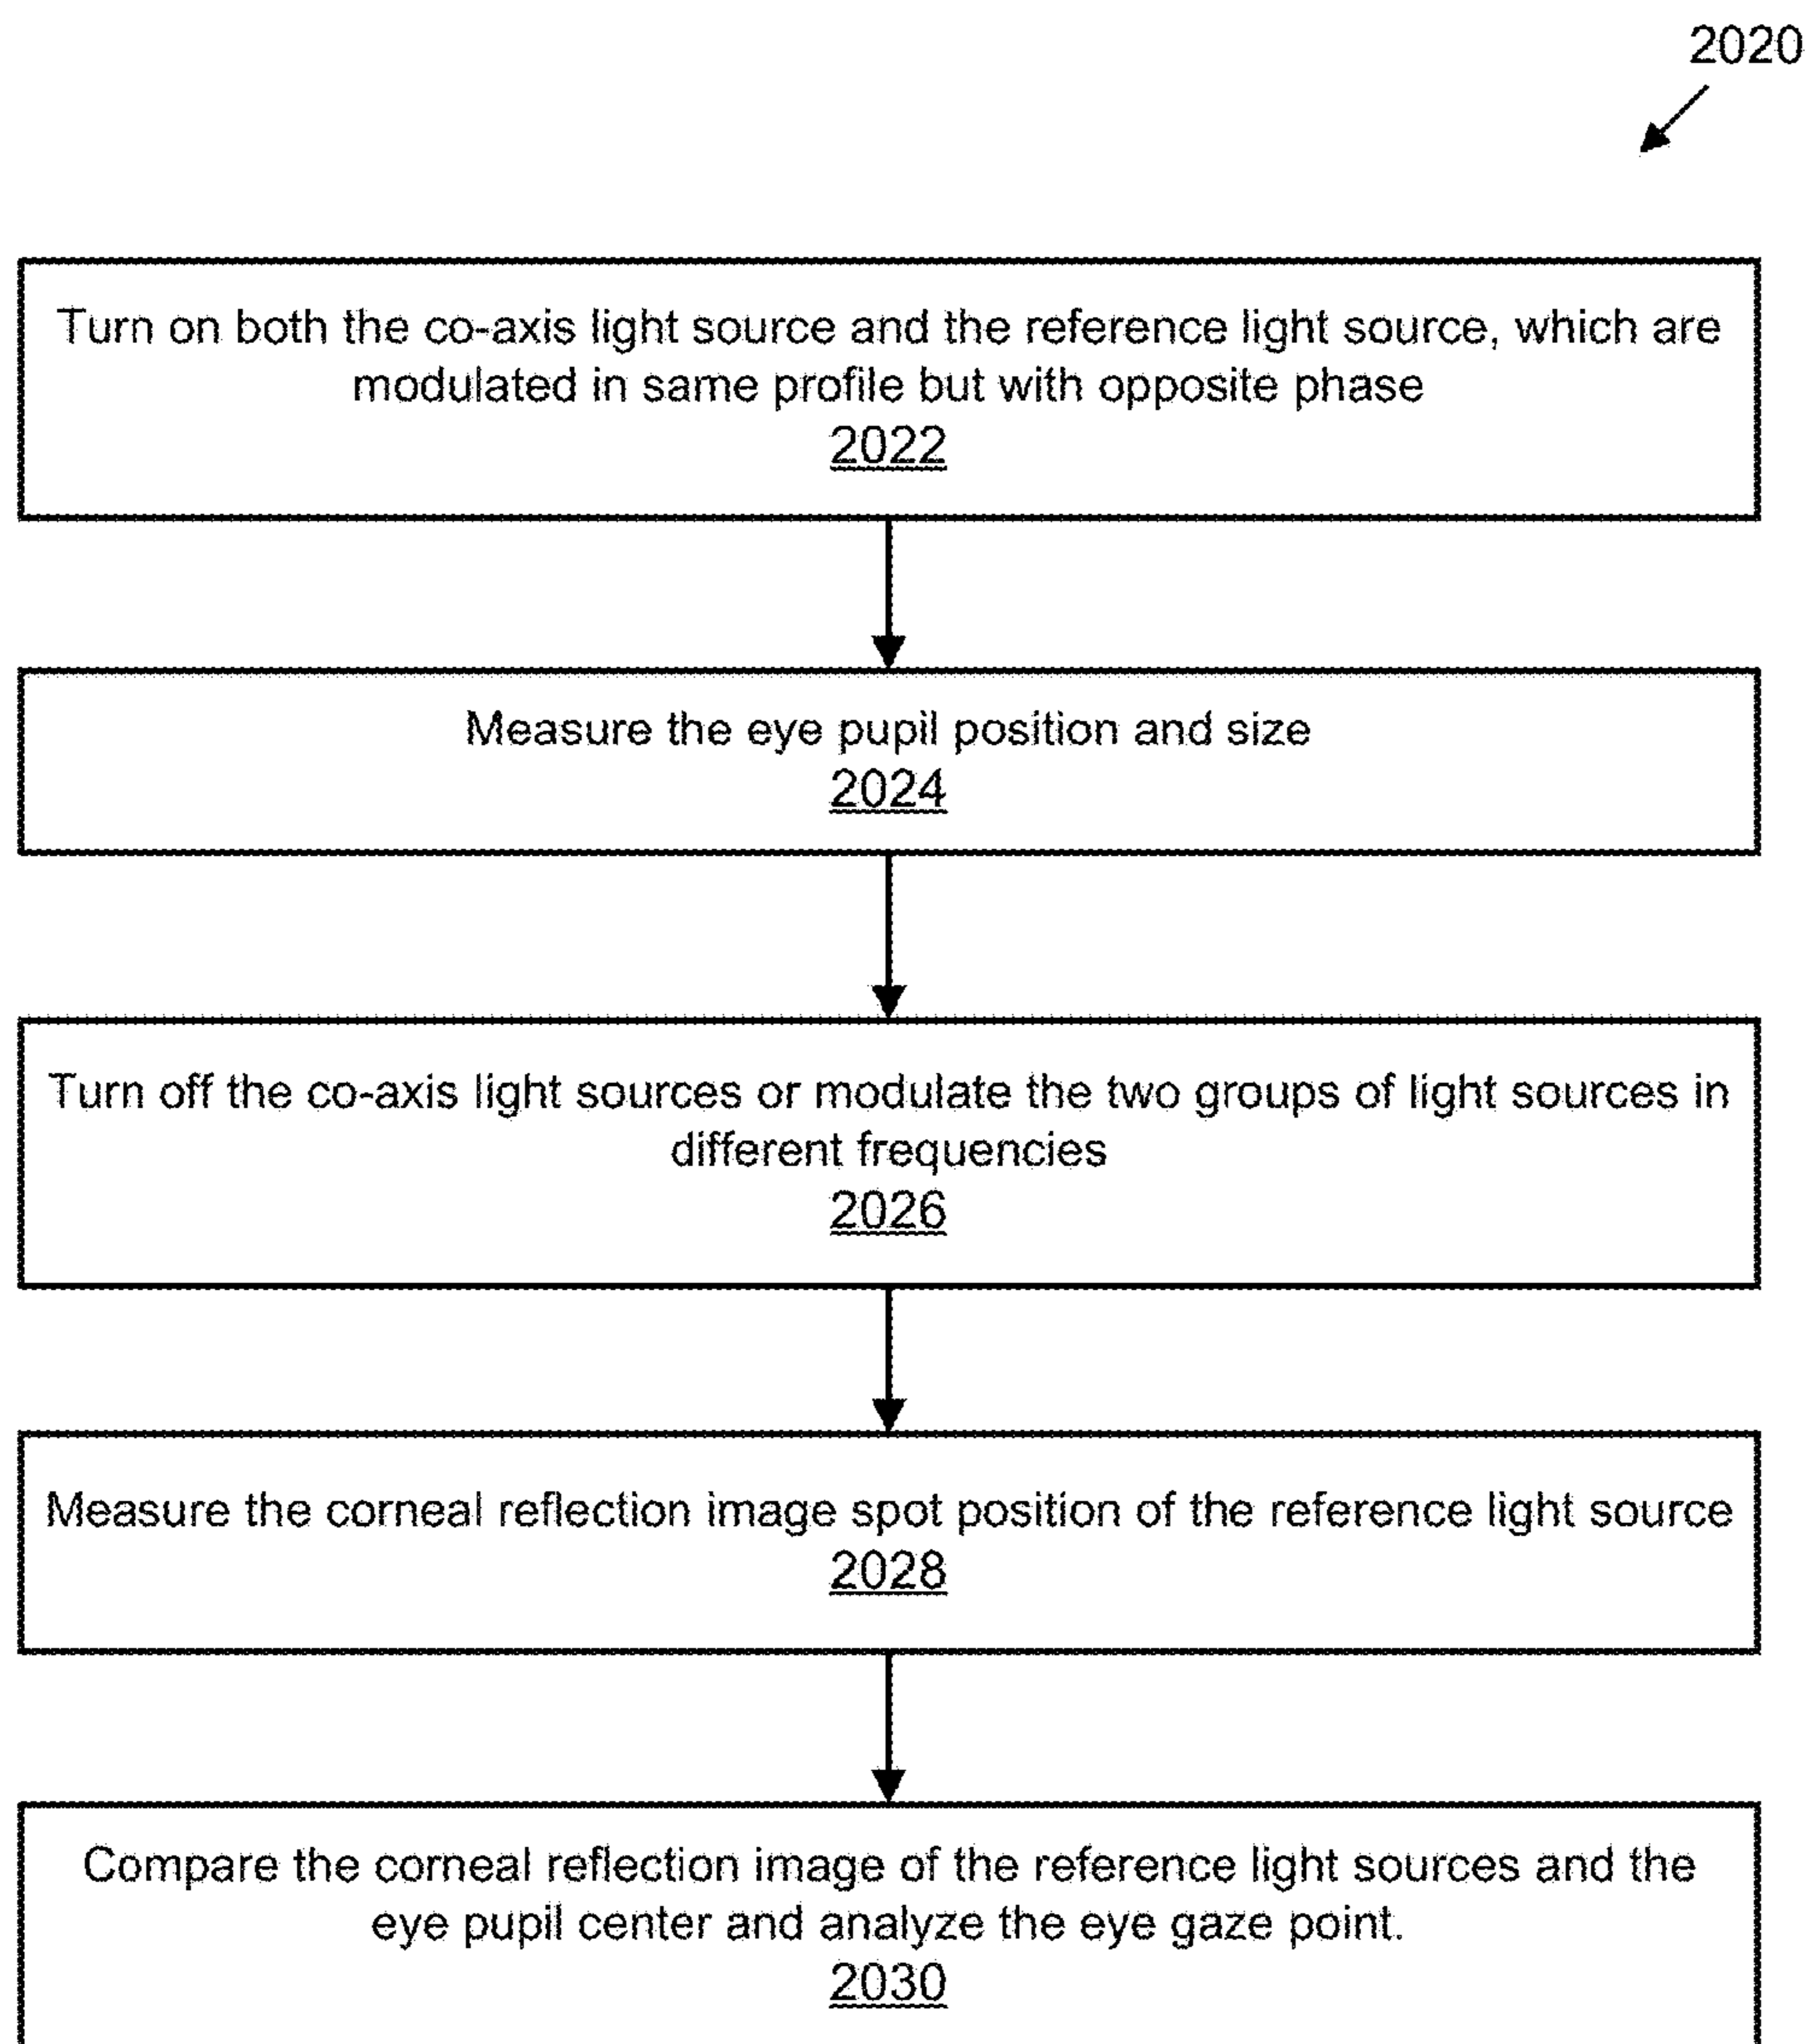 2020
Turn on both the co-axis light source and the reference light source, which are
modulated in same profile but with opposite phase
2022
Measure the eye pupil position and size
2024
Turn off the co-axis light sources or modulate the two groups of light sources in
different frequencies
2026
Measure the corneal reflection image spot position of the reference light source
2028
Compare the corneal reflection image of the reference light sources and the
eye pupil center and analyze the eye gaze point.
2030